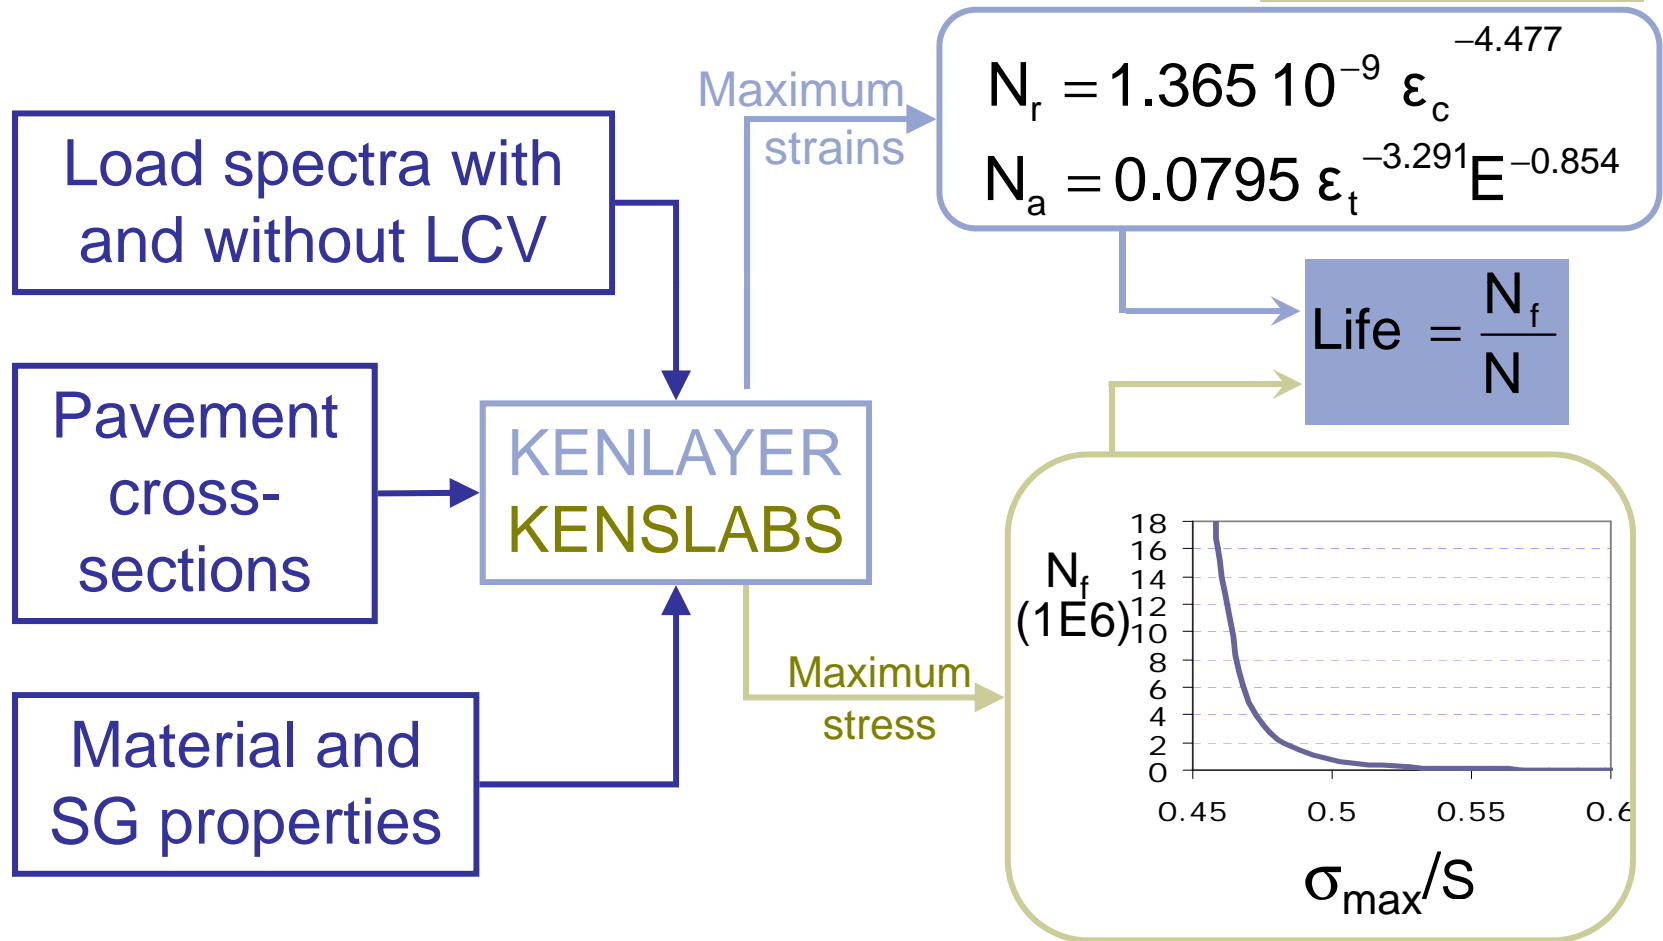 Load spectra with
and without LCV
Pavement
cross-
sections
Material and
SG properties
KENLAYER
KENSLABS
Maximum
strains
N_r = 1.365 10^−9 ε_c^−4.477
N_a = 0.0795 ε_t^−3.291 E^−0.854
Life = N_f / N
Maximum
stress
N_f
(1E6)
18
16
14
12
10
8
6
4
2
0
0.45 0.5 0.55 0.6
σ_max/S